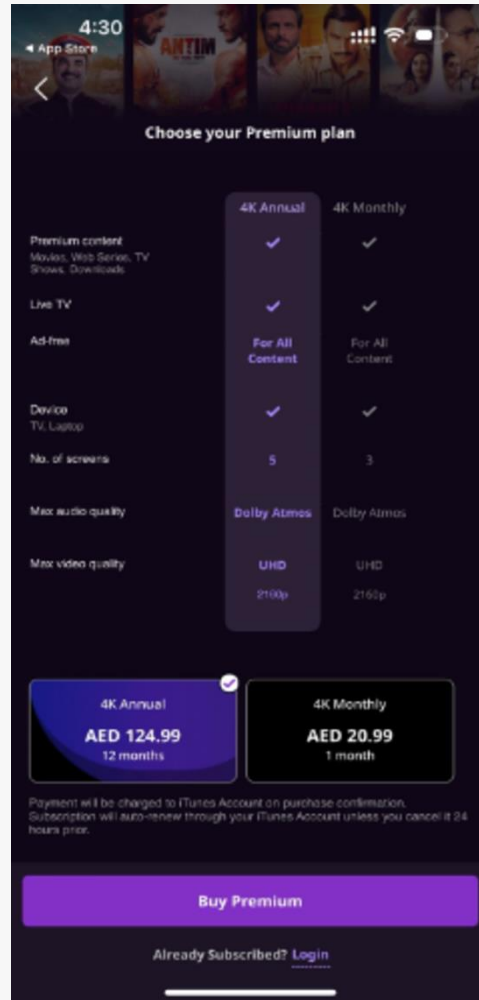 4:30
◀ App Store
ANTIM
Choose your Premium plan
4K Annual 4K Monthly
Premium content
Movies, Web Series, TV
Shows, Downloads
Live TV
Ad-free For All For All
Content Content
Device
TV, Laptop
No. of screens 5 3
Max audio quality Dolby Atmos Dolby Atmos
Max video quality UHD UHD
2160p 2160p
4K Annual 4K Monthly
AED 124.99 AED 20.99
12 months 1 month
Payment will be charged to iTunes Account on purchase confirmation.
Subscription will auto-renew through your iTunes Account unless you cancel it 24
hours prior.
Buy Premium
Already Subscribed? Login